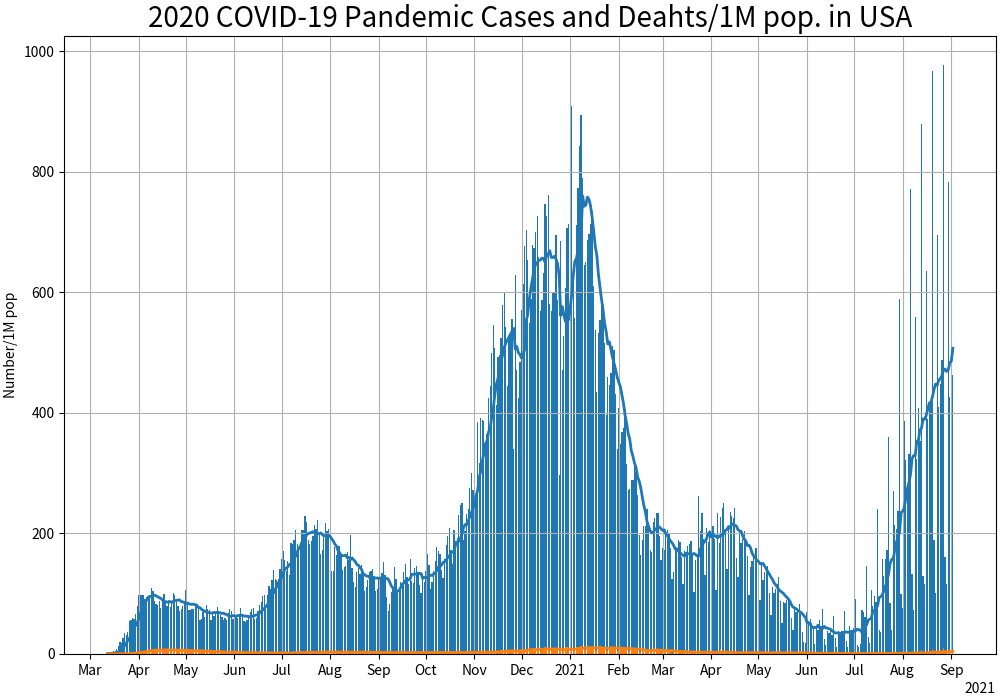 2020 COVID-19 Pandemic Cases and Deahts/1M pop. in USA
Number/1M pop
1000
800
600
400
200
0
Mar Apr May Jun Jul Aug Sep Oct Nov Dec 2021 Feb Mar Apr May Jun Jul Aug Sep
2021